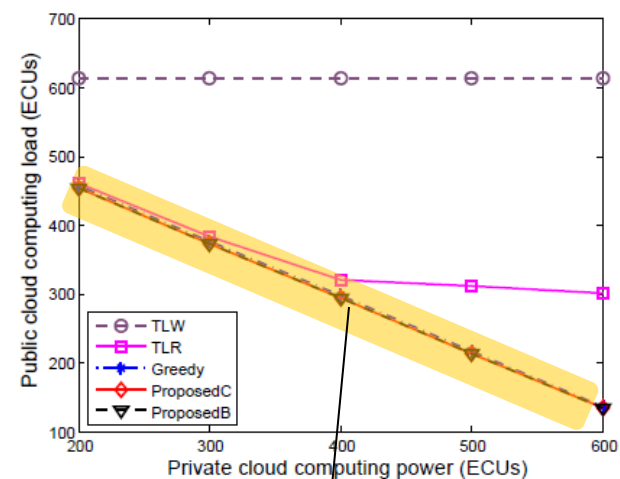 700
600
500
400
300
200
100
Public cloud computing load (ECUs)
TLW
TLR
Greedy
ProposedC
ProposedB
200 300 400 500 600
Private cloud computing power (ECUs)